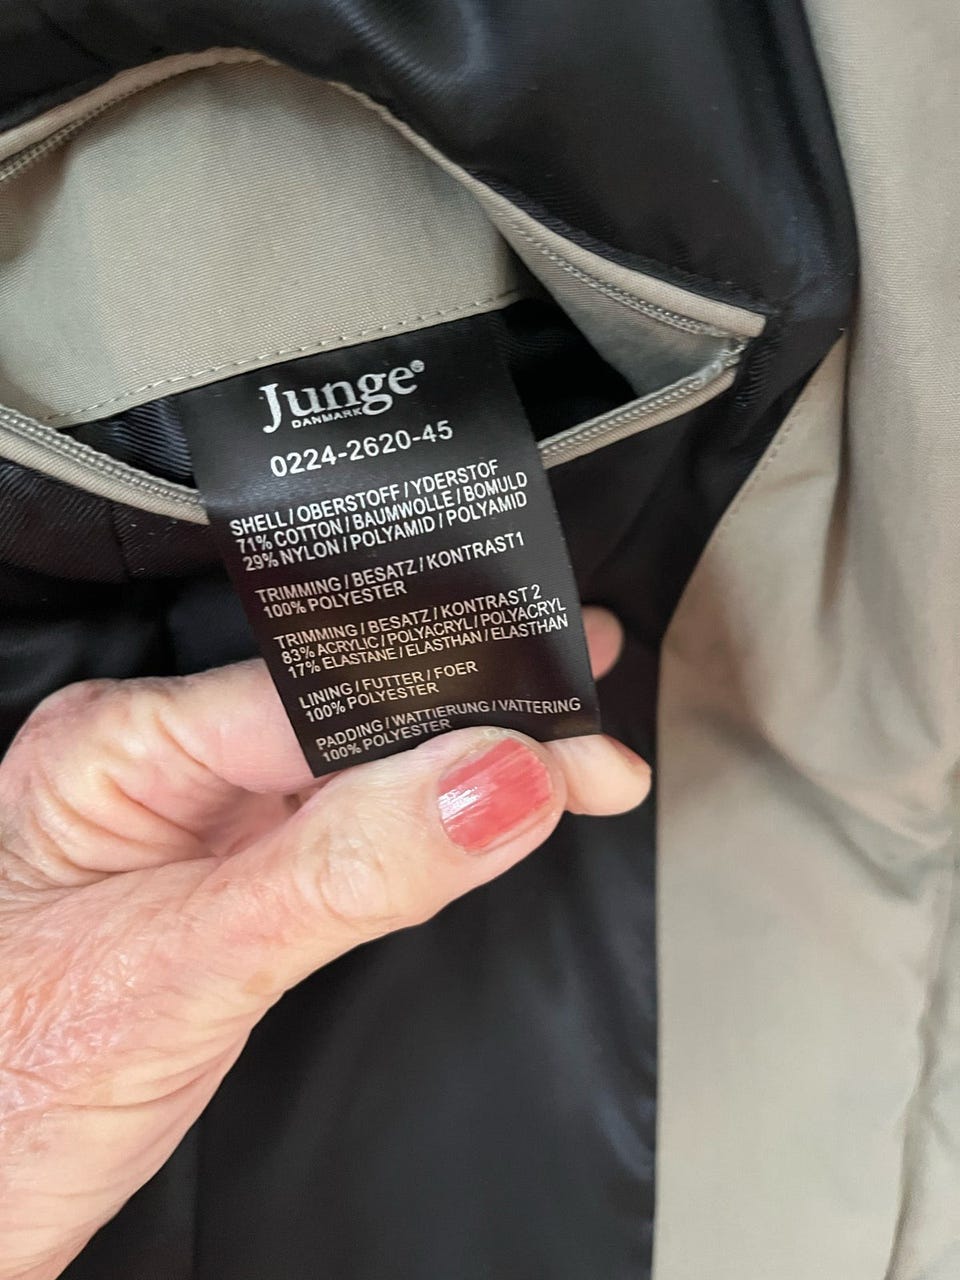 Junge®
DANMARK
0224-2620-45
SHELL / OBERSTOFF / YDERSTOF
71% COTTON / BAUMWOLLE / BOMULD
29% NYLON / POLYAMID / POLYAMID
TRIMMING / BESATZ / KONTRAST1
100% POLYESTER
TRIMMING / BESATZ / KONTRAST 2
83% ACRYLIC / POLYACRYL / POLYACRYL
17% ELASTANE / ELASTHAN / ELASTHAN
LINING / FUTTER / FOER
100% POLYESTER
PADDING / WATTIERUNG / VATTERING
100% POLYESTER